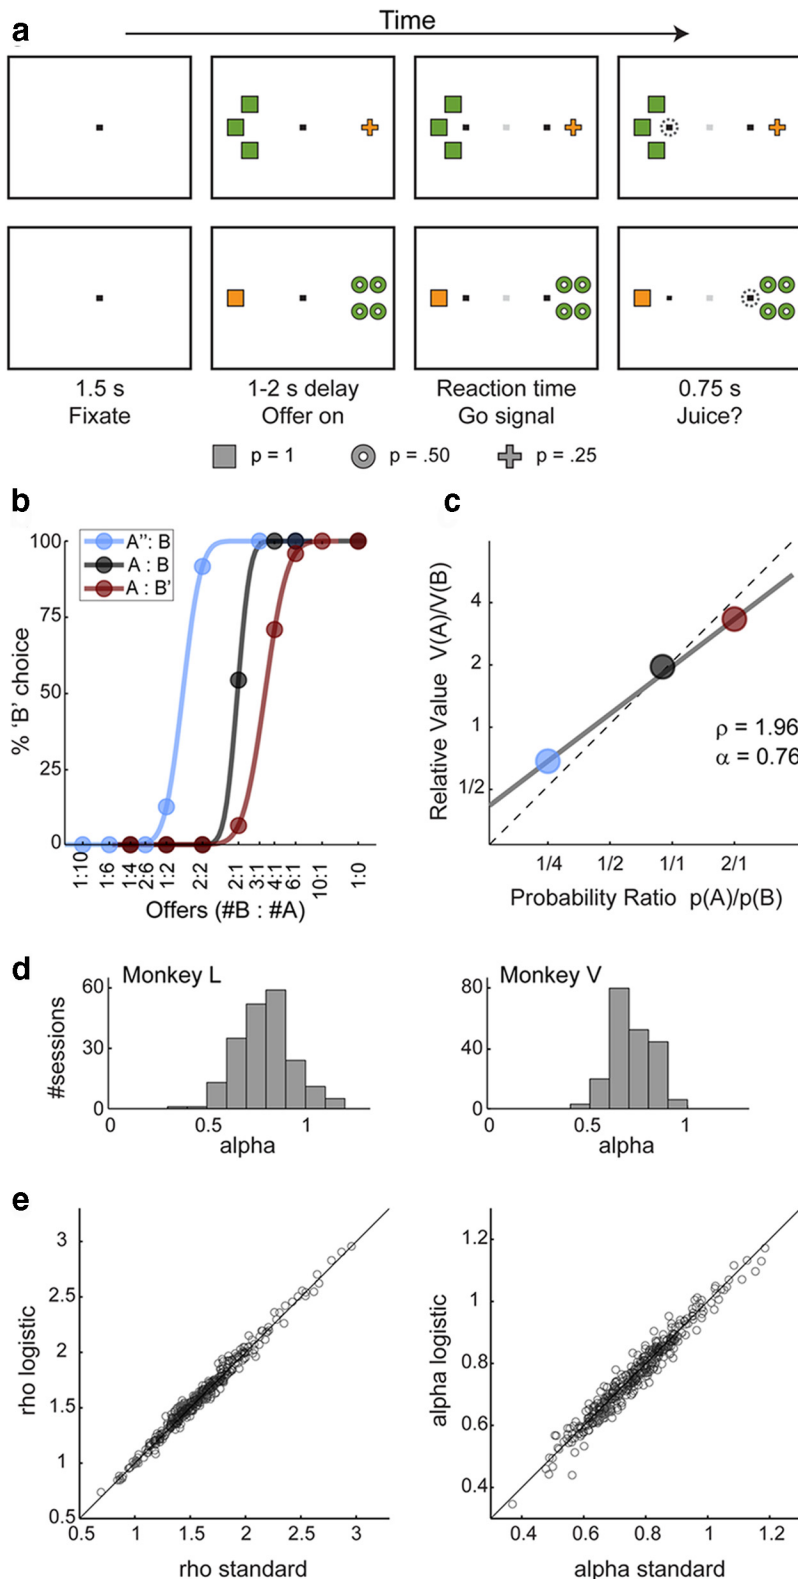 a
Time
1.5 s
Fixate
1-2 s delay
Offer on
Reaction time
Go signal
0.75 s
Juice?
p = 1
p = .50
p = .25
b
100
75
50
25
0
% ‘B’ choice
A’’: B
A : B
A : B’
1:10
1:6
1:4
2:6
1:2
2:2
2:1
3:1
4:1
6:1
10:1
1:0
Offers (#B : #A)
c
Relative Value V(A)/V(B)
4
2
1
1/2
ρ = 1.96
α = 0.76
1/4
1/2
1/1
2/1
Probability Ratio p(A)/p(B)
d
Monkey L
#sessions
60
30
0
0
0.5
1
alpha
Monkey V
80
40
0
0
0.5
1
alpha
e
rho logistic
3
2.5
2
1.5
1
0.5
0.5
1
1.5
2
2.5
3
rho standard
alpha logistic
1.2
1
0.8
0.6
0.4
0.4
0.6
0.8
1
1.2
alpha standard